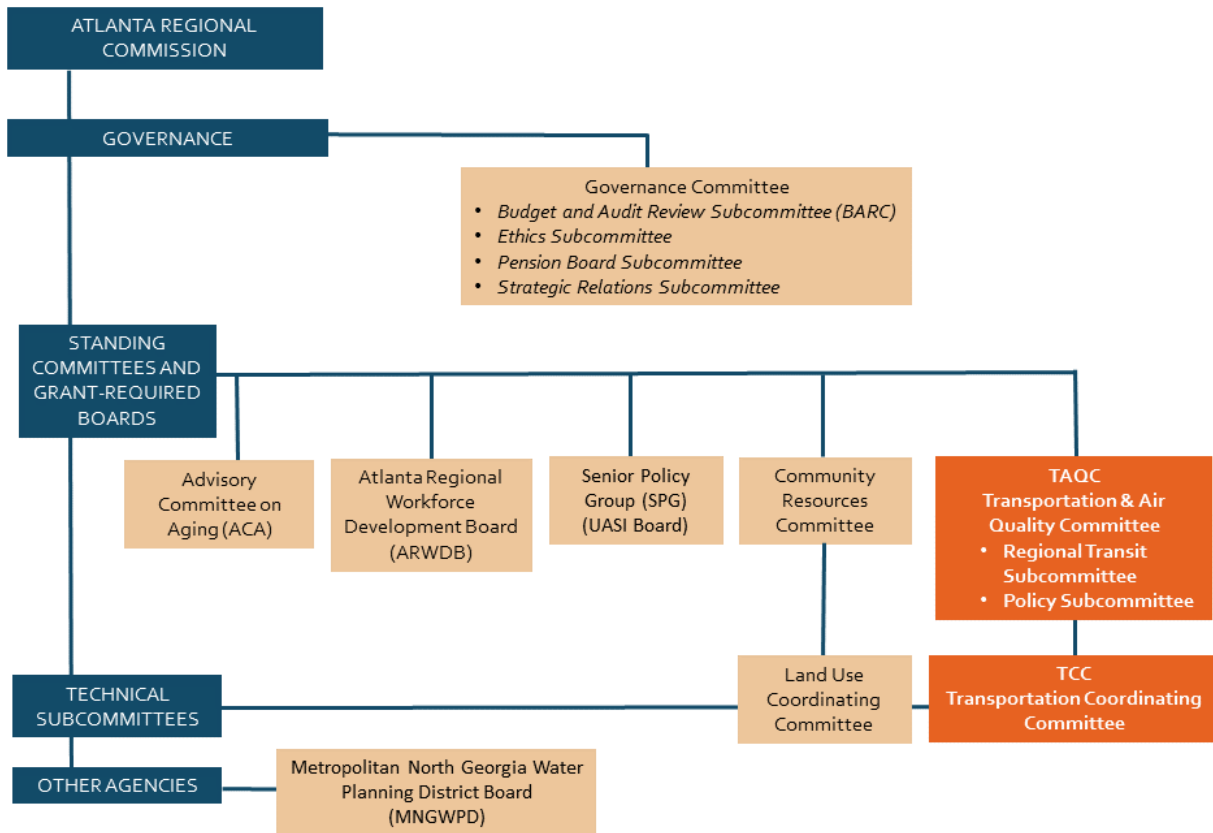 ATLANTA REGIONAL
COMMISSION
GOVERNANCE
Governance Committee
• Budget and Audit Review Subcommittee (BARC)
• Ethics Subcommittee
• Pension Board Subcommittee
• Strategic Relations Subcommittee
STANDING
COMMITTEES AND
GRANT-REQUIRED
BOARDS
Advisory
Committee on
Aging (ACA)
Atlanta Regional
Workforce
Development Board
(ARWDB)
Senior Policy
Group (SPG)
(UASI Board)
Community
Resources
Committee
TAQC
Transportation & Air
Quality Committee
• Regional Transit
Subcommittee
• Policy Subcommittee
TECHNICAL
SUBCOMMITTEES
Land Use
Coordinating
Committee
TCC
Transportation Coordinating
Committee
OTHER AGENCIES
Metropolitan North Georgia Water
Planning District Board
(MNGWPD)